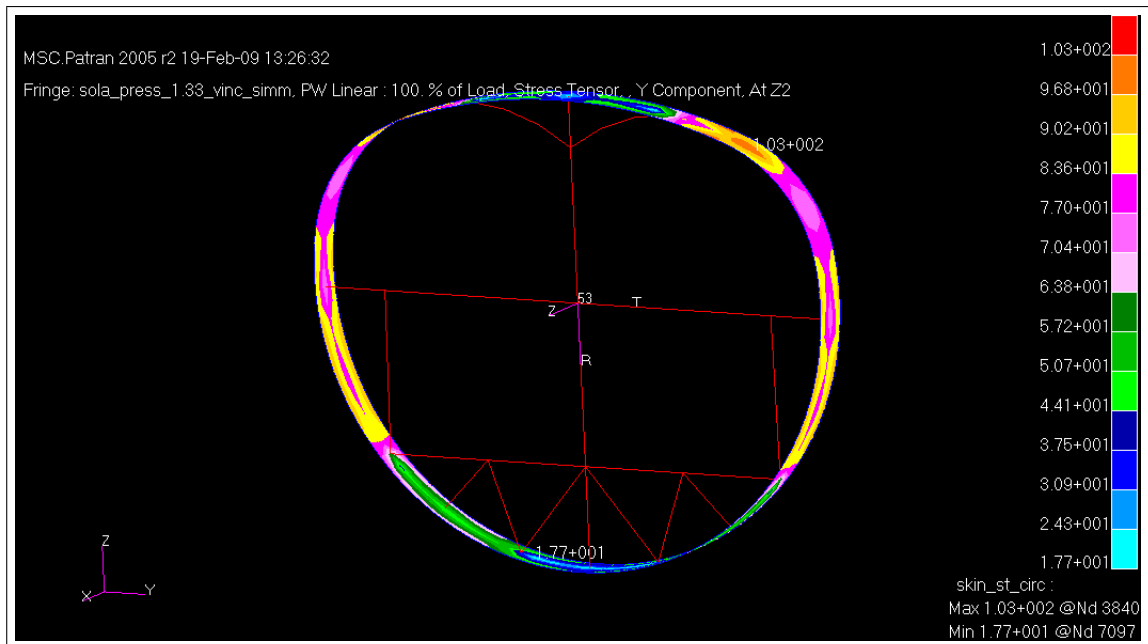 MSC.Patran 2005 r2 19-Feb-09 13:26:32
Fringe: sola_press_1.33_vinc_simm, PW Linear : 100. % of Load, Stress Tensor, , Y Component, At Z2
1.03+002
9.68+001
9.02+001
8.36+001
7.70+001
7.04+001
6.38+001
5.72+001
5.07+001
4.41+001
3.75+001
3.09+001
2.43+001
1.77+001
1.03+002
53
T
Z
R
1.77+001
Z
X
Y
skin_st_circ :
Max 1.03+002 @Nd 3840
Min 1.77+001 @Nd 7097